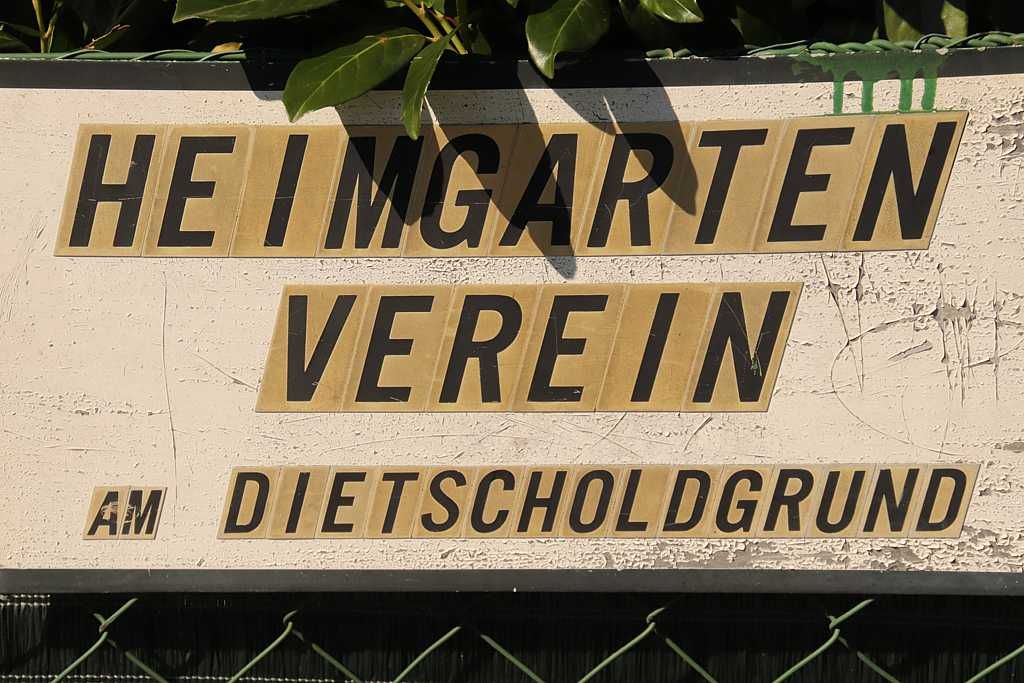 HEIMGARTEN
VEREIN
AM DIETSCHOLDGRUND